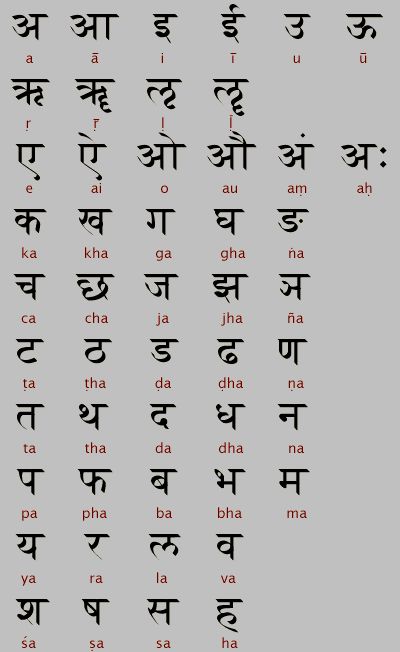 अ आ इ ई उ ऊ
a ā i ī u ū
ऋ ॠ ऌ ॡ
ṛ ṝ ḷ ḹ
ए ऐ ओ औ अं अः
e ai o au aṃ aḥ
क ख ग घ ङ
ka kha ga gha ṅa
च छ ज झ ञ
ca cha ja jha ña
ट ठ ड ढ ण
ṭa ṭha ḍa ḍha ṇa
त थ द ध न
ta tha da dha na
प फ ब भ म
pa pha ba bha ma
य र ल व
ya ra la va
श ष स ह
śa ṣa sa ha